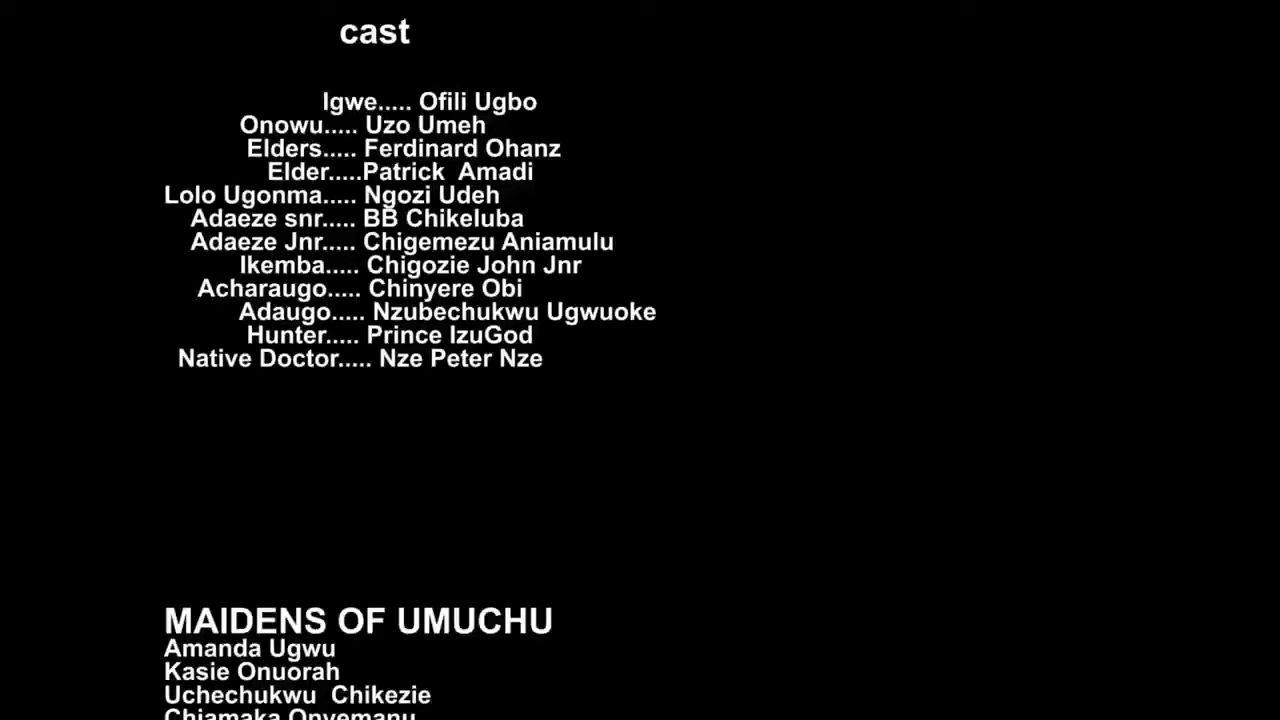 cast
Igwe..... Ofili Ugbo
Onowu..... Uzo Umeh
Elders..... Ferdinard Ohanz
Elder.....Patrick  Amadi
Lolo Ugonma..... Ngozi Udeh
Adaeze snr..... BB Chikeluba
Adaeze Jnr..... Chigemezu Aniamulu
Ikemba..... Chigozie John Jnr
Acharaugo..... Chinyere Obi
Adaugo..... Nzubechukwu Ugwuoke
Hunter..... Prince IzuGod
Native Doctor..... Nze Peter Nze
MAIDENS OF UMUCHU
Amanda Ugwu
Kasie Onuorah
Uchechukwu  Chikezie
Chiamaka Onyemanu